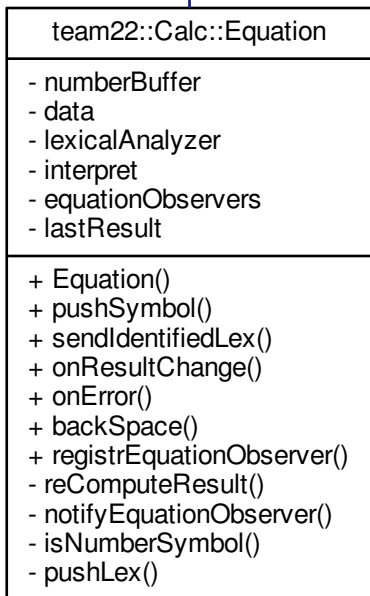 team22::Calc::Equation
- numberBuffer
- data
- lexicalAnalyzer
- interpret
- equationObservers
- lastResult
+ Equation()
+ pushSymbol()
+ sendIdentifiedLex()
+ onResultChange()
+ onError()
+ backSpace()
+ registrEquationObserver()
- reComputeResult()
- notifyEquationObserver()
- isNumberSymbol()
- pushLex()